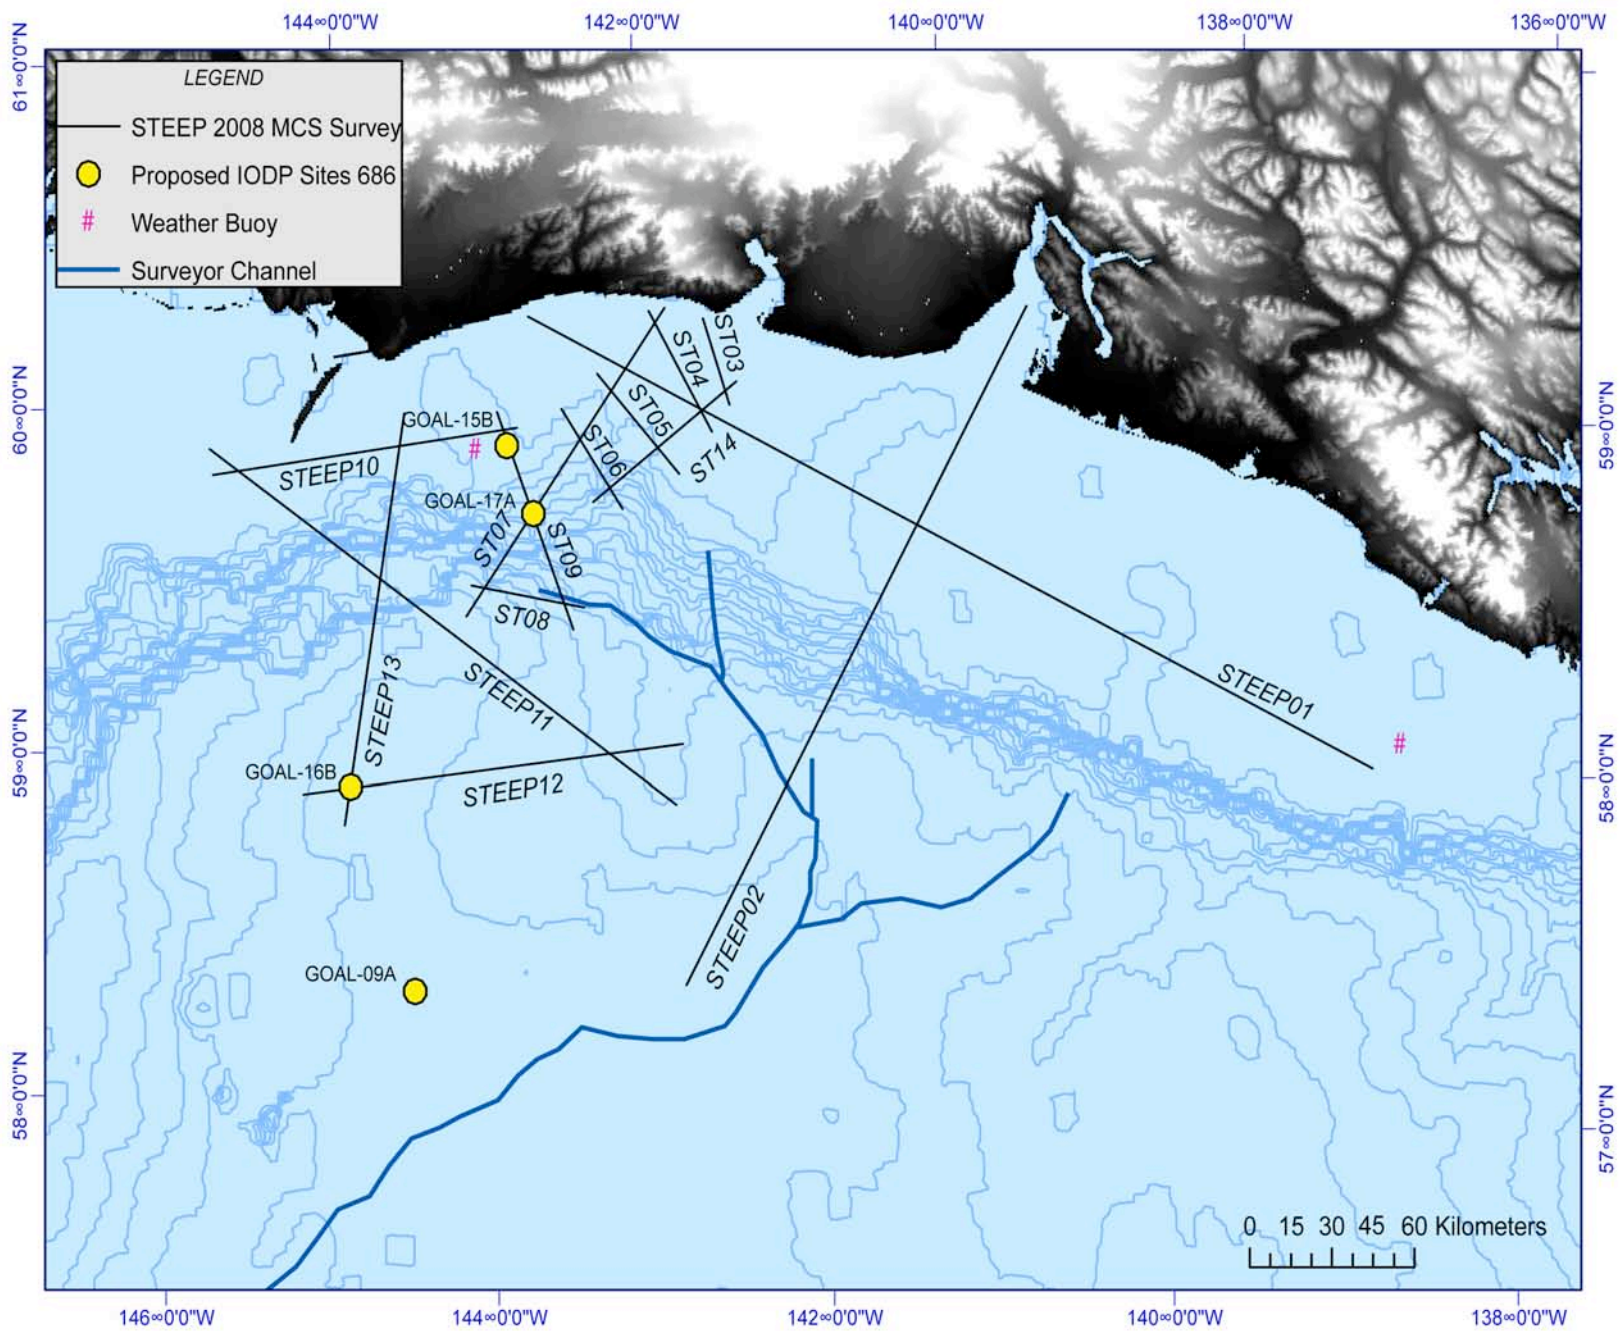 144∞0'0"W
142∞0'0"W
140∞0'0"W
138∞0'0"W
136∞0'0"W
61∞0'0"N
LEGEND
STEEP 2008 MCS Survey
Proposed IODP Sites 686
# Weather Buoy
Surveyor Channel
ST03
ST04
ST05
ST06
ST14
60∞0'0"N
59∞0'0"N
GOAL-15B
#
STEEP10
GOAL-17A
ST07
ST09
ST08
STEEP13
STEEP11
STEEP01
#
59∞0'0"N
58∞0'0"N
GOAL-16B
STEEP12
STEEP02
GOAL-09A
58∞0'0"N
57∞0'0"N
0 15 30 45 60 Kilometers
146∞0'0"W
144∞0'0"W
142∞0'0"W
140∞0'0"W
138∞0'0"W